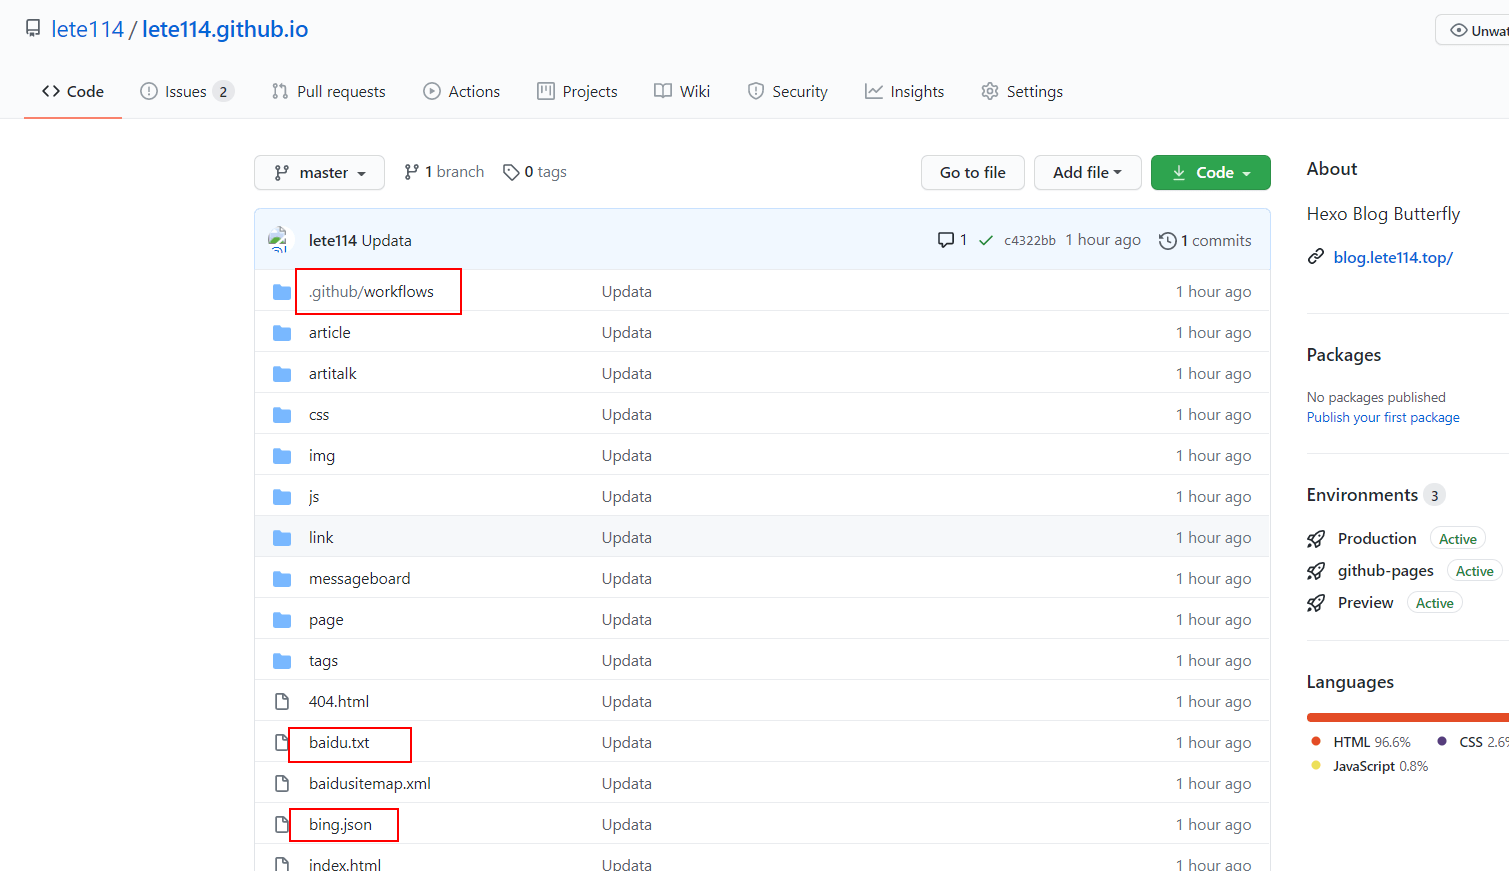 lete114 / lete114.github.io
Unwat
Code
Issues 2
Pull requests
Actions
Projects
Wiki
Security
Insights
Settings
master
1 branch
0 tags
Go to file
Add file
Code
lete114 Updata
1
c4322bb 1 hour ago
1 commits
.github/workflows Updata 1 hour ago
article Updata 1 hour ago
artitalk Updata 1 hour ago
css Updata 1 hour ago
img Updata 1 hour ago
js Updata 1 hour ago
link Updata 1 hour ago
messageboard Updata 1 hour ago
page Updata 1 hour ago
tags Updata 1 hour ago
404.html Updata 1 hour ago
baidu.txt Updata 1 hour ago
baidusitemap.xml Updata 1 hour ago
bing.json Updata 1 hour ago
index.html Updata 1 hour ago
About
Hexo Blog Butterfly
blog.lete114.top/
Packages
No packages published
Publish your first package
Environments 3
Production Active
github-pages Active
Preview Active
Languages
HTML 96.6% CSS 2.6%
JavaScript 0.8%